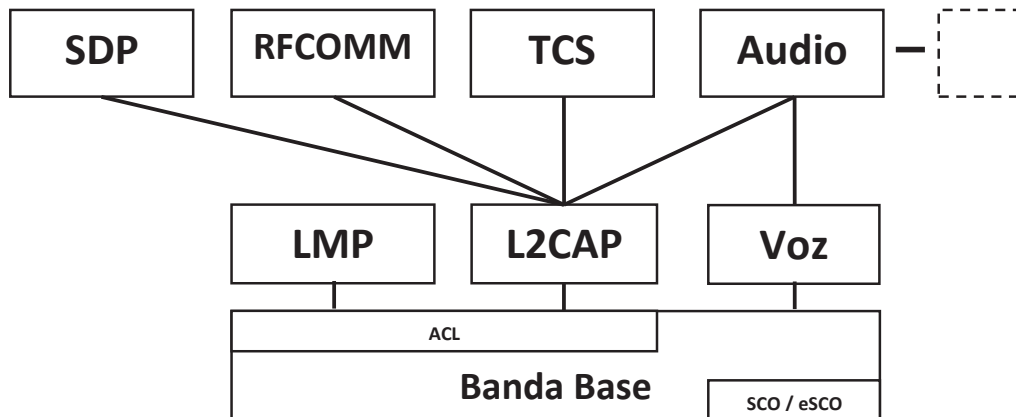 SDP
RFCOMM
TCS
Audio
LMP
L2CAP
Voz
ACL
Banda Base
SCO / eSCO